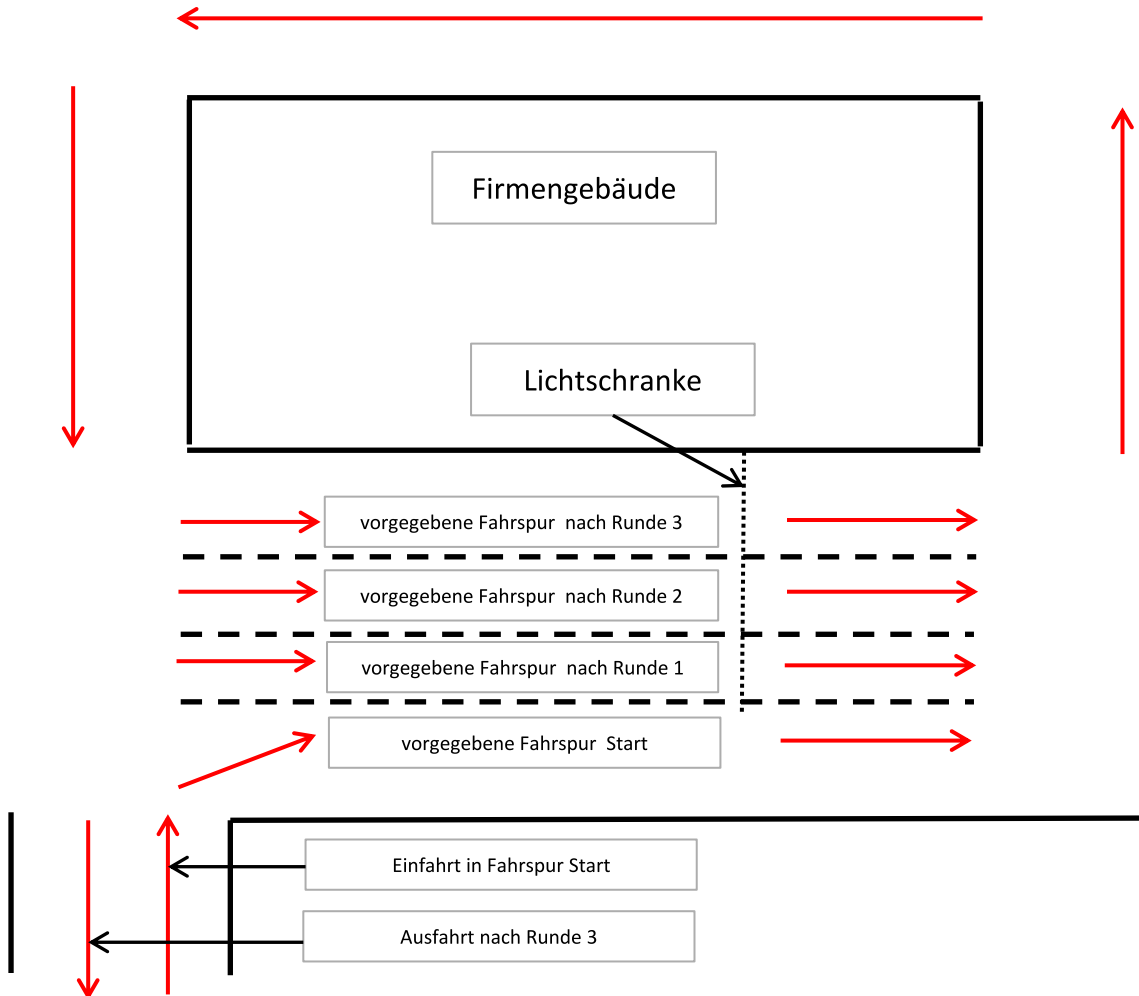 Firmengebäude
Lichtschranke
vorgegebene Fahrspur nach Runde 3
vorgegebene Fahrspur nach Runde 2
vorgegebene Fahrspur nach Runde 1
vorgegebene Fahrspur Start
Einfahrt in Fahrspur Start
Ausfahrt nach Runde 3